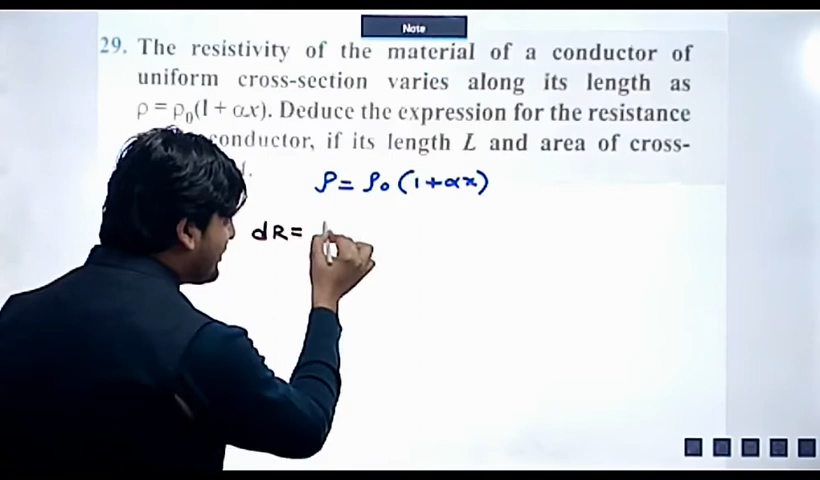 Note
29. The resistivity of the material of a conductor of
uniform cross-section varies along its length as
ρ = ρ₀(1 + αx). Deduce the expression for the resistance
conductor, if its length L and area of cross-
ρ = ρ₀ (1+αx)
dR =